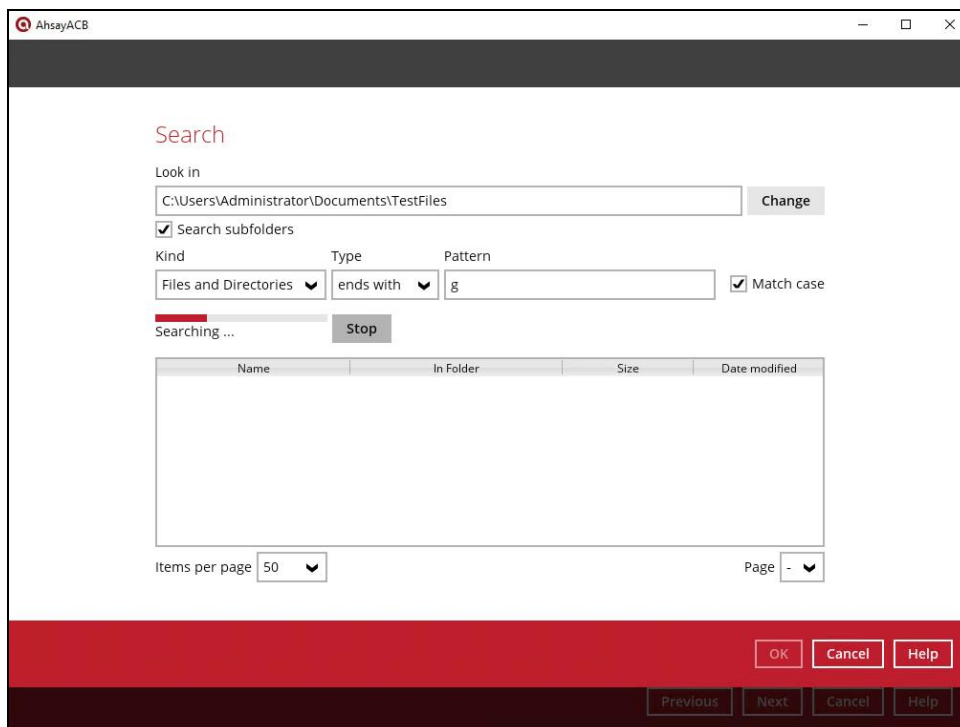 AhsayACB
Search
Look in
C:\Users\Administrator\Documents\TestFiles
Change
Search subfolders
Kind Type Pattern
Files and Directories ends with g Match case
Searching ... Stop
Name In Folder Size Date modified
Items per page 50 Page -
OK Cancel Help
Previous Next Cancel Help